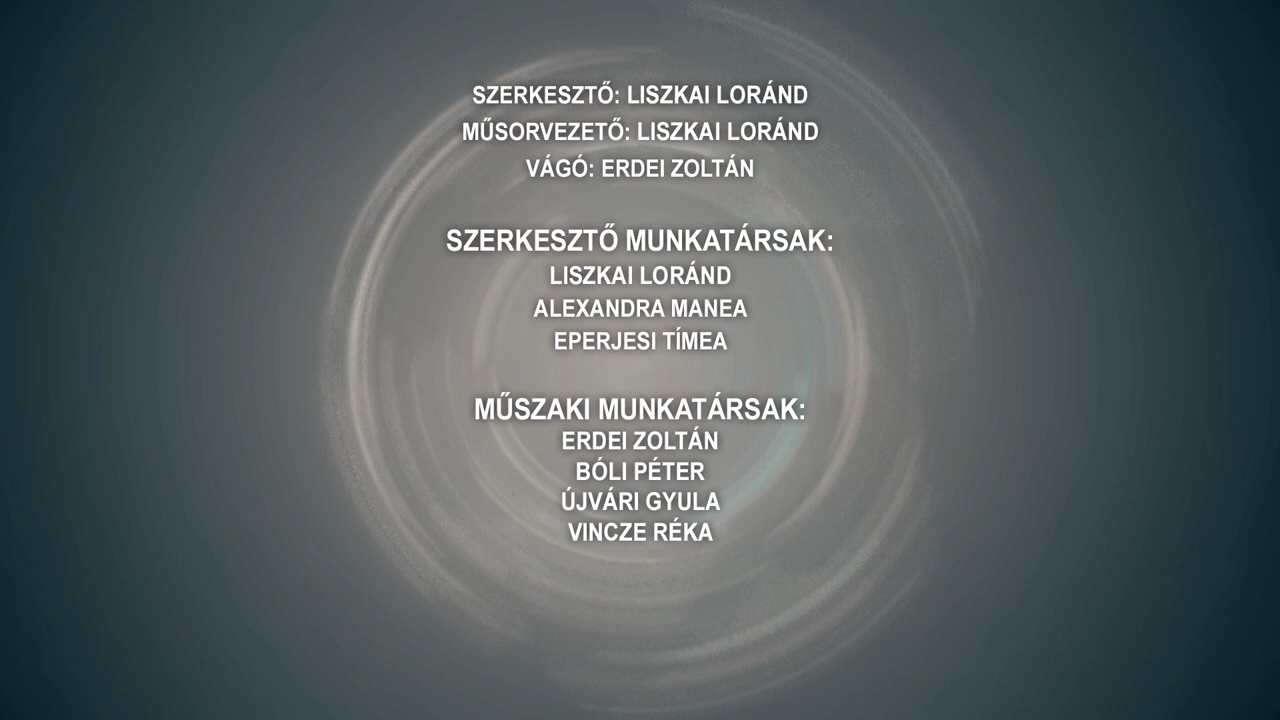 SZERKESZTŐ: LISZKAI LORÁND
MŰSORVEZETŐ: LISZKAI LORÁND
VÁGÓ: ERDEI ZOLTÁN
SZERKESZTŐ MUNKATÁRSAK:
LISZKAI LORÁND
ALEXANDRA MANEA
EPERJESI TÍMEA
MŰSZAKI MUNKATÁRSAK:
ERDEI ZOLTÁN
BÓLI PÉTER
ÚJVÁRI GYULA
VINCZE RÉKA